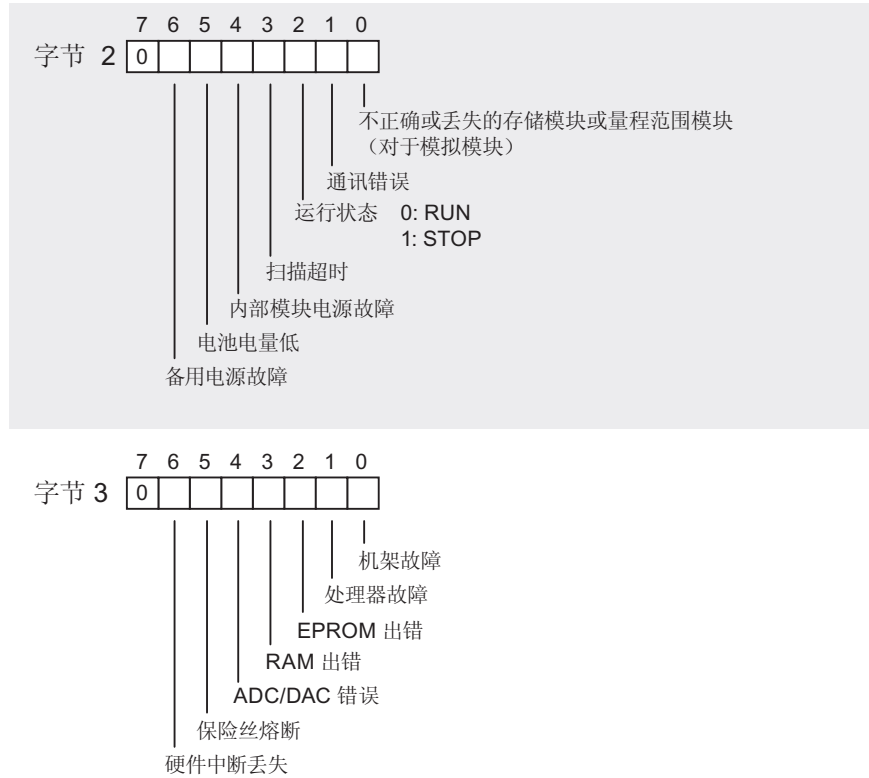 7 6 5 4 3 2 1 0
字节 2 0
不正确或丢失的存储模块或量程范围模块
（对于模拟模块）
通讯错误
运行状态 0: RUN
1: STOP
扫描超时
内部模块电源故障
电池电量低
备用电源故障
7 6 5 4 3 2 1 0
字节 3 0
机架故障
处理器故障
EPROM 出错
RAM 出错
ADC/DAC 错误
保险丝熔断
硬件中断丢失